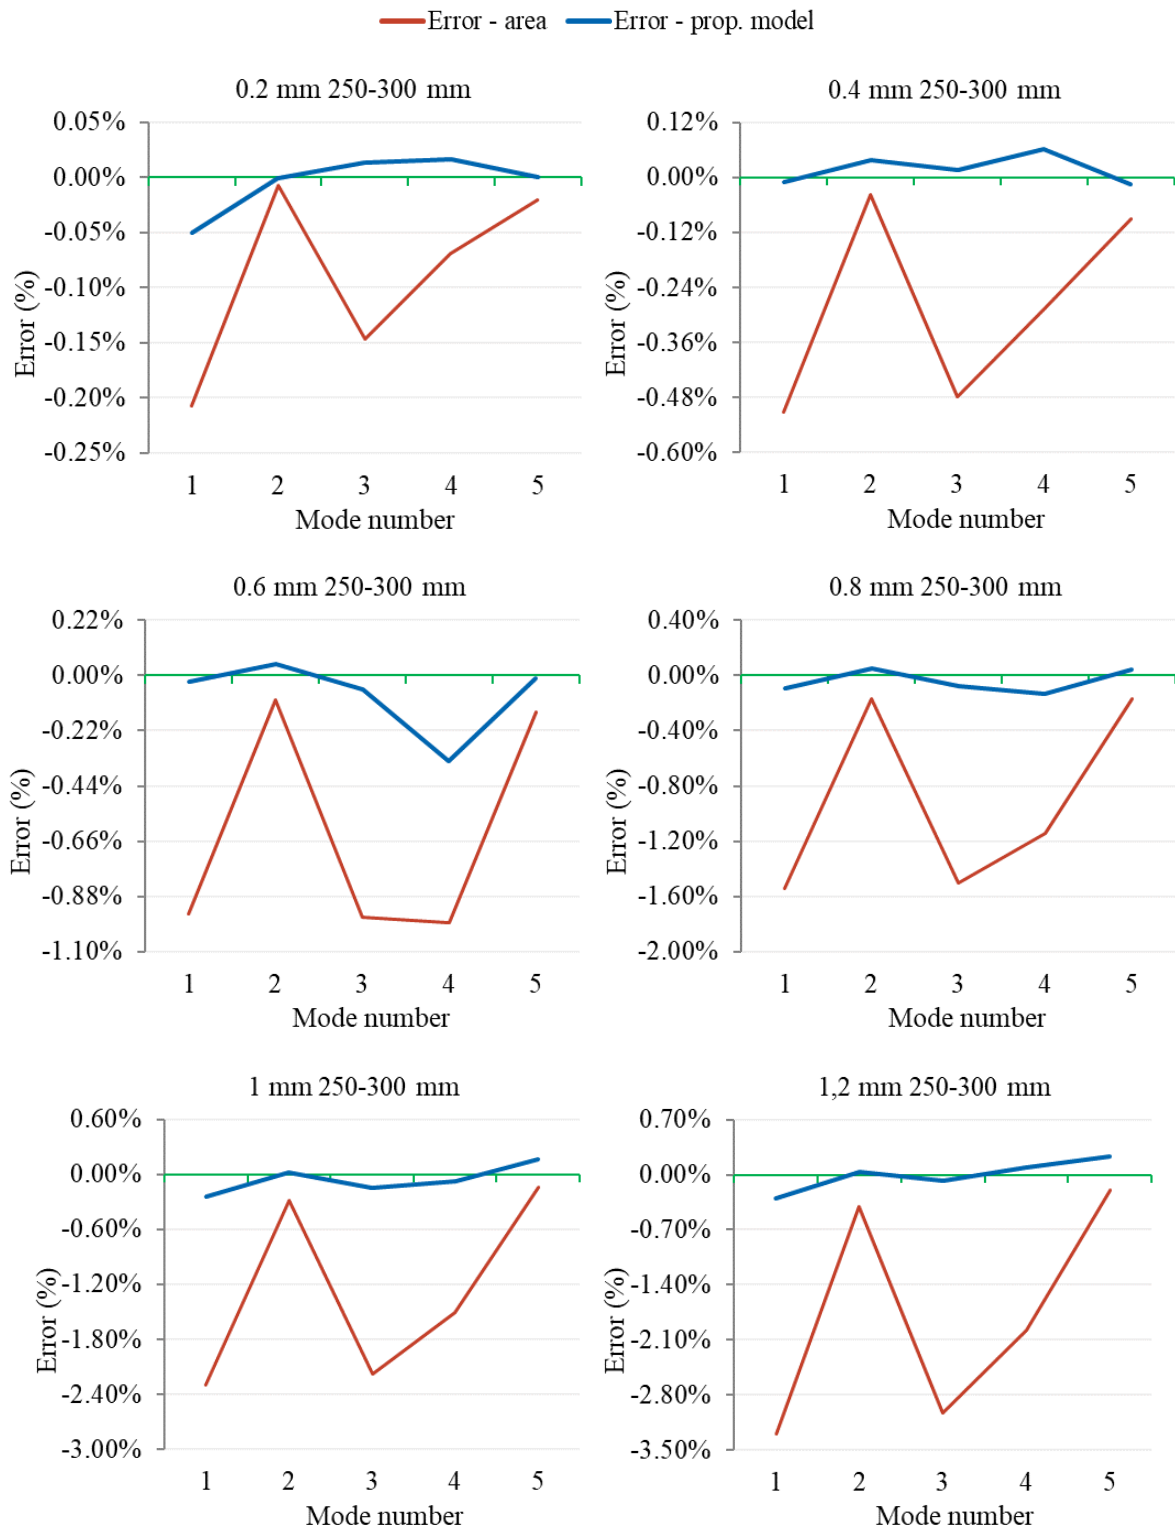 Error - area Error - prop. model
0.2 mm 250-300 mm
0.05%
0.00%
-0.05%
-0.10%
-0.15%
-0.20%
-0.25%
Error (%)
1 2 3 4 5
Mode number
0.4 mm 250-300 mm
0.12%
0.00%
-0.12%
-0.24%
-0.36%
-0.48%
-0.60%
Error (%)
1 2 3 4 5
Mode number
0.6 mm 250-300 mm
0.22%
0.00%
-0.22%
-0.44%
-0.66%
-0.88%
-1.10%
Error (%)
1 2 3 4 5
Mode number
0.8 mm 250-300 mm
0.40%
0.00%
-0.40%
-0.80%
-1.20%
-1.60%
-2.00%
Error (%)
1 2 3 4 5
Mode number
1 mm 250-300 mm
0.60%
0.00%
-0.60%
-1.20%
-1.80%
-2.40%
-3.00%
Error (%)
1 2 3 4 5
Mode number
1,2 mm 250-300 mm
0.70%
0.00%
-0.70%
-1.40%
-2.10%
-2.80%
-3.50%
Error (%)
1 2 3 4 5
Mode number